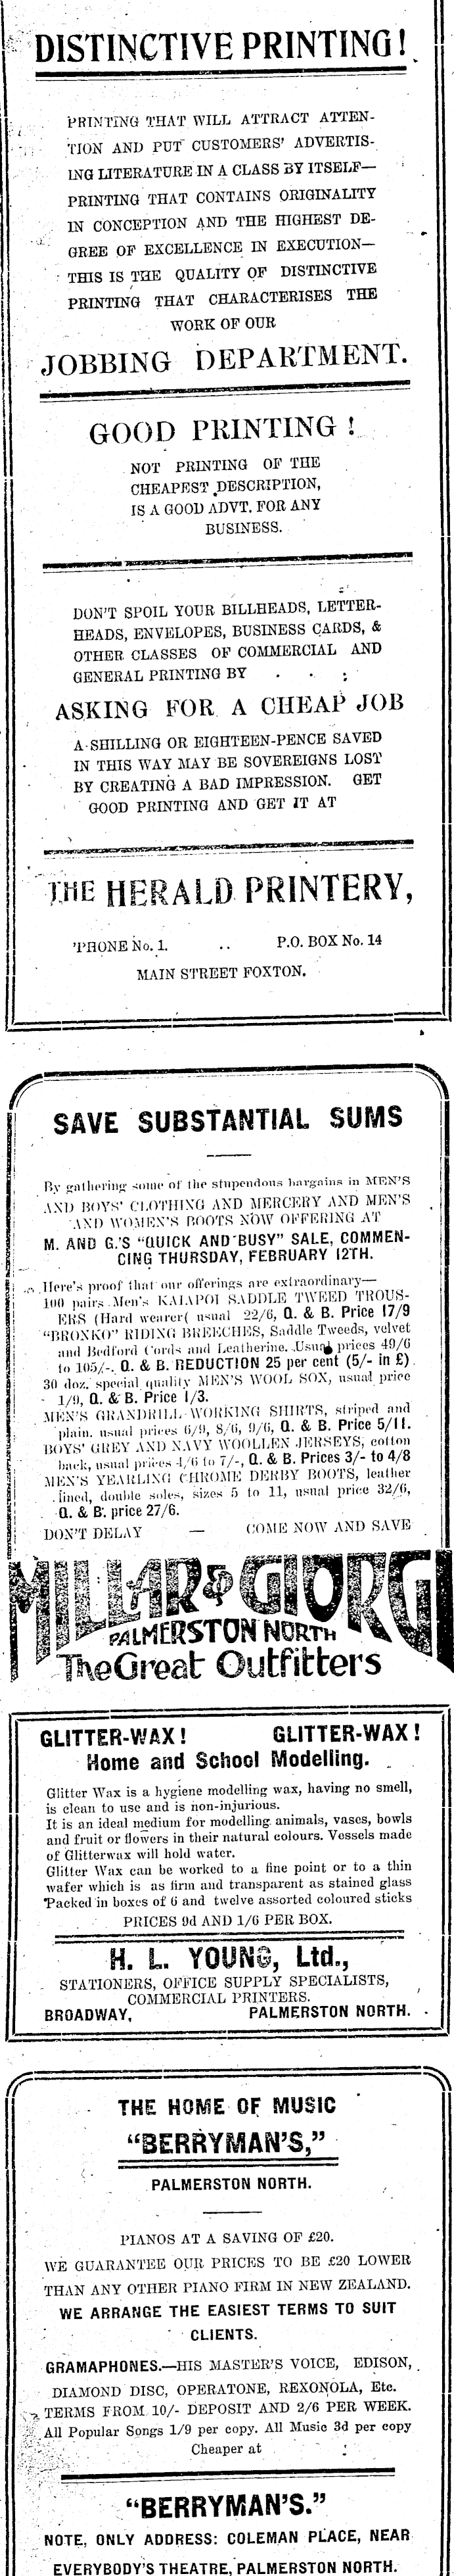 DISTINCTIVE PRINTING!
PRINTING THAT WILL ATTRACT ATTEN-
TION AND PUT CUSTOMERS' ADVERTIS-
ING LITERATURE IN A CLASS BY ITSELF—
PRINTING THAT CONTAINS ORIGINALITY
IN CONCEPTION AND THE HIGHEST DE-
GREE OF EXCELLENCE IN EXECUTION—
THIS IS THE QUALITY OF DISTINCTIVE
PRINTING THAT CHARACTERISES THE
WORK OF OUR
JOBBING DEPARTMENT.
GOOD PRINTING!
NOT PRINTING OF THE
CHEAPEST DESCRIPTION,
IS A GOOD ADVT. FOR ANY
BUSINESS.
DON'T SPOIL YOUR BILLHEADS, LETTER-
HEADS, ENVELOPES, BUSINESS CARDS, &
OTHER CLASSES OF COMMERCIAL AND
GENERAL PRINTING BY . . :
ASKING FOR A CHEAP JOB
A SHILLING OR EIGHTEEN-PENCE SAVED
IN THIS WAY MAY BE SOVEREIGNS LOST
BY CREATING A BAD IMPRESSION. GET
GOOD PRINTING AND GET IT AT
THE HERALD PRINTERY,
'PHONE No. 1. .. P.O. BOX No. 14
MAIN STREET FOXTON.
SAVE SUBSTANTIAL SUMS
By gathering some of the stupendous bargains in MEN'S
AND BOYS' CLOTHING AND MERCERY AND MEN'S
AND WOMEN'S BOOTS NOW OFFERING AT
M. AND G.'S "QUICK AND BUSY" SALE, COMMEN-
CING THURSDAY, FEBRUARY 12TH.
Here's proof that our offerings are extraordinary—
100 pairs Men's KAIAPOI SADDLE TWEED TROUS-
ERS (Hard wearer( usual 22/6, Q. & B. Price 17/9
"BRONKO" RIDING BREECHES, Saddle Tweeds, velvet
and Bedford Cords and Leatherine. Usual prices 49/6
to 105/-. Q. & B. REDUCTION 25 per cent (5/- in £)
30 doz. special quality MEN'S WOOL SOX, usual price
1/9, Q. & B. Price 1/3.
MEN'S GRANDRILL WORKING SHIRTS, striped and
plain. usual prices 6/9, 8/6, 9/6, Q. & B. Price 5/11.
BOYS' GREY AND NAVY WOOLLEN JERSEYS, cotton
back, usual prices 4/6 to 7/-, Q. & B. Prices 3/- to 4/8
MEN'S YEARLING CHROME DERBY BOOTS, leather
lined, double soles, sizes 5 to 11, usual price 32/6,
Q. & B. price 27/6.
DON'T DELAY — COME NOW AND SAVE
MILLAR & GIORGI
PALMERSTON NORTH
The Great Outfitters
GLITTER-WAX! GLITTER-WAX!
Home and School Modelling.
Glitter Wax is a hygiene modelling wax, having no smell,
is clean to use and is non-injurious.
It is an ideal medium for modelling animals, vases, bowls
and fruit or flowers in their natural colours. Vessels made
of Glitterwax will hold water.
Glitter Wax can be worked to a fine point or to a thin
wafer which is as firm and transparent as stained glass
Packed in boxes of 6 and twelve assorted coloured sticks
PRICES 9d AND 1/6 PER BOX.
H. L. YOUNG, Ltd.,
STATIONERS, OFFICE SUPPLY SPECIALISTS,
COMMERCIAL PRINTERS.
BROADWAY, PALMERSTON NORTH.
THE HOME OF MUSIC
"BERRYMAN'S,"
PALMERSTON NORTH.
PIANOS AT A SAVING OF £20.
WE GUARANTEE OUR PRICES TO BE £20 LOWER
THAN ANY OTHER PIANO FIRM IN NEW ZEALAND.
WE ARRANGE THE EASIEST TERMS TO SUIT
CLIENTS.
GRAMAPHONES.—HIS MASTER'S VOICE, EDISON,
DIAMOND DISC, OPERATONE, REXONOLA, Etc.
TERMS FROM 10/- DEPOSIT AND 2/6 PER WEEK.
All Popular Songs 1/9 per copy. All Music 3d per copy
Cheaper at :
"BERRYMAN'S."
NOTE, ONLY ADDRESS: COLEMAN PLACE, NEAR
EVERYBODY'S THEATRE, PALMERSTON NORTH.